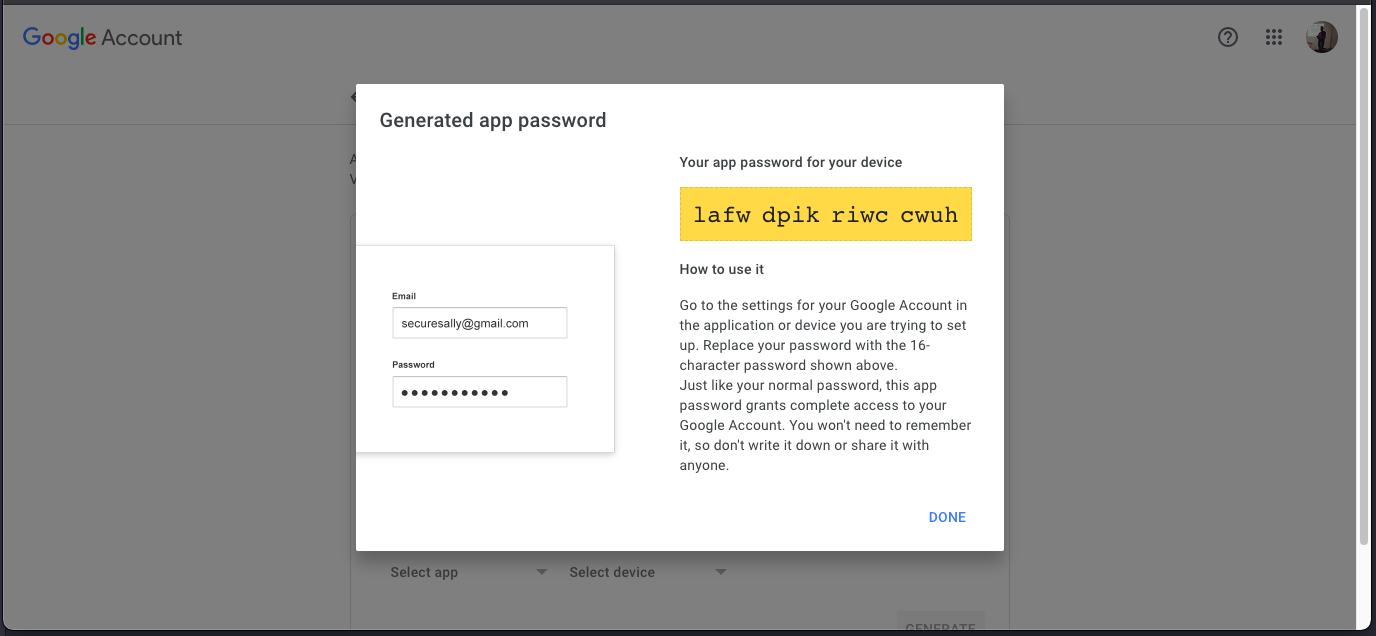 Google Account
A
V
Generated app password
Your app password for your device
lafw dpik riwc cwuh
Email
securesally@gmail.com
Password
How to use it
Go to the settings for your Google Account in
the application or device you are trying to set
up. Replace your password with the 16-
character password shown above.
Just like your normal password, this app
password grants complete access to your
Google Account. You won't need to remember
it, so don't write it down or share it with
anyone.
DONE
Select app
Select device
GENERATE